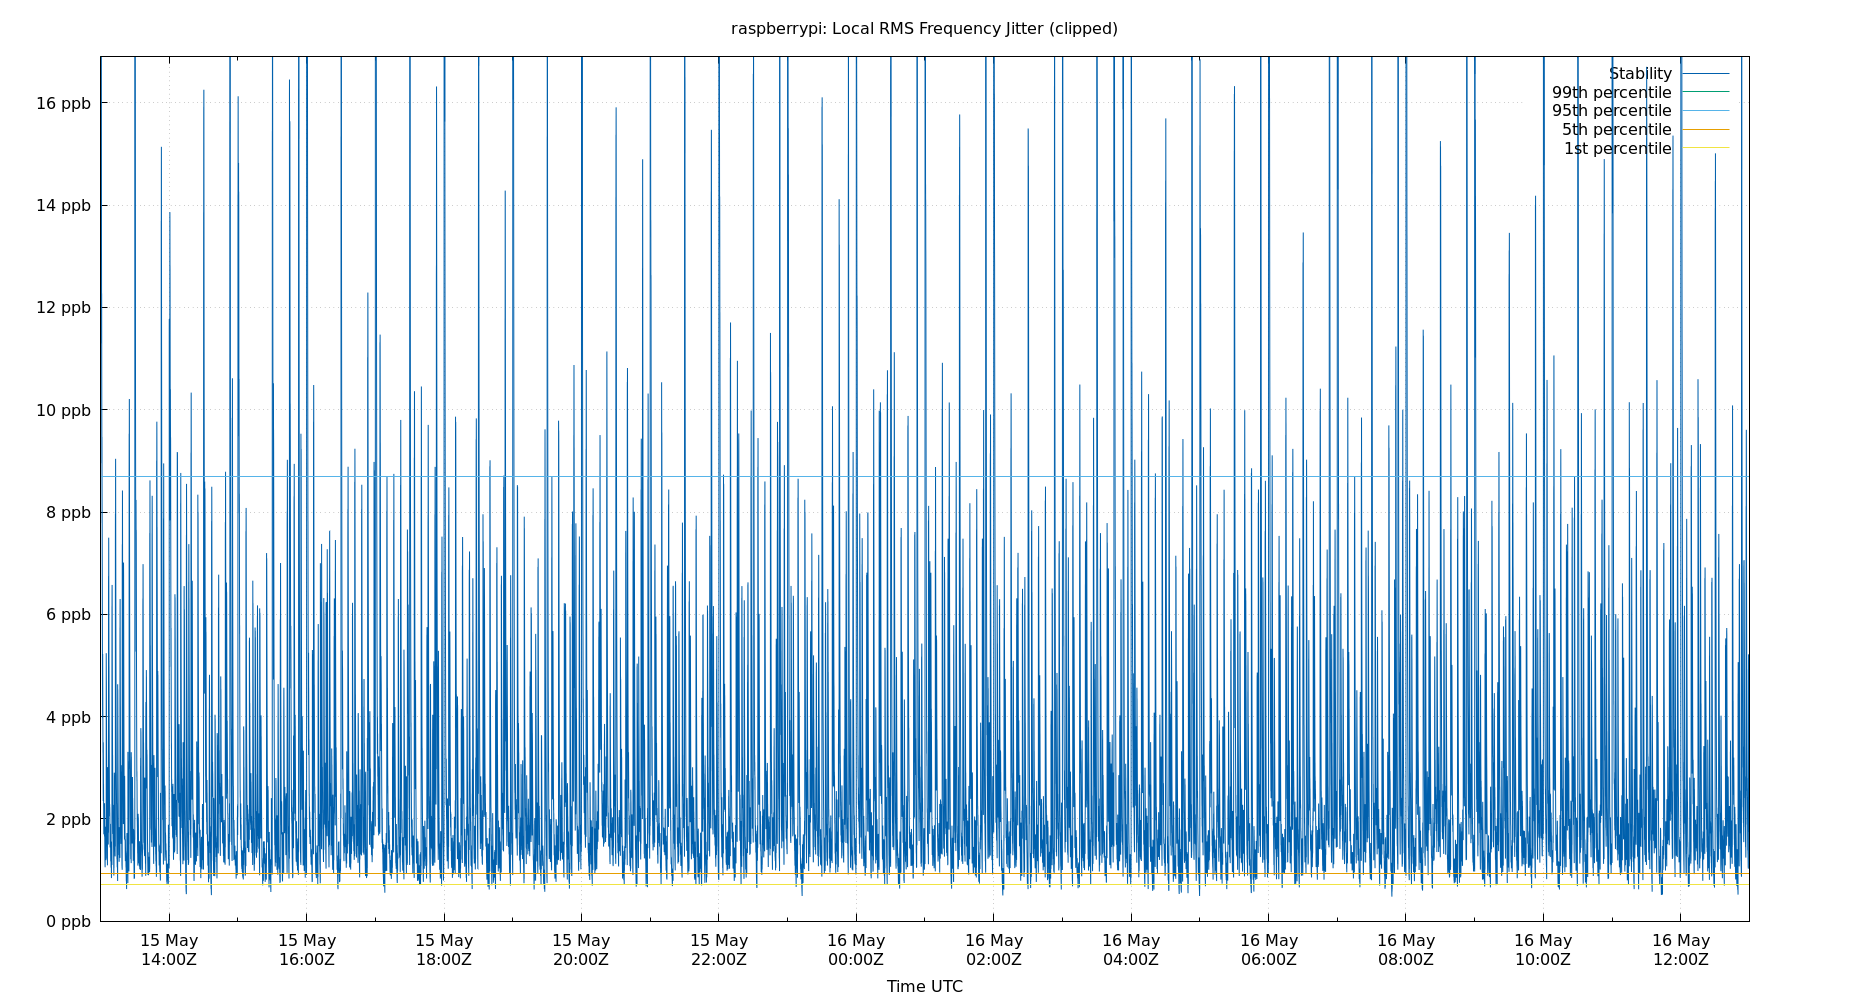 raspberrypi: Local RMS Frequency Jitter (clipped)
Stability
99th percentile
95th percentile
5th percentile
1st percentile
16 ppb
14 ppb
12 ppb
10 ppb
8 ppb
6 ppb
4 ppb
2 ppb
0 ppb
15 May 15 May 15 May 15 May 15 May 16 May 16 May 16 May 16 May 16 May 16 May 16 May
14:00Z 16:00Z 18:00Z 20:00Z 22:00Z 00:00Z 02:00Z 04:00Z 06:00Z 08:00Z 10:00Z 12:00Z
Time UTC